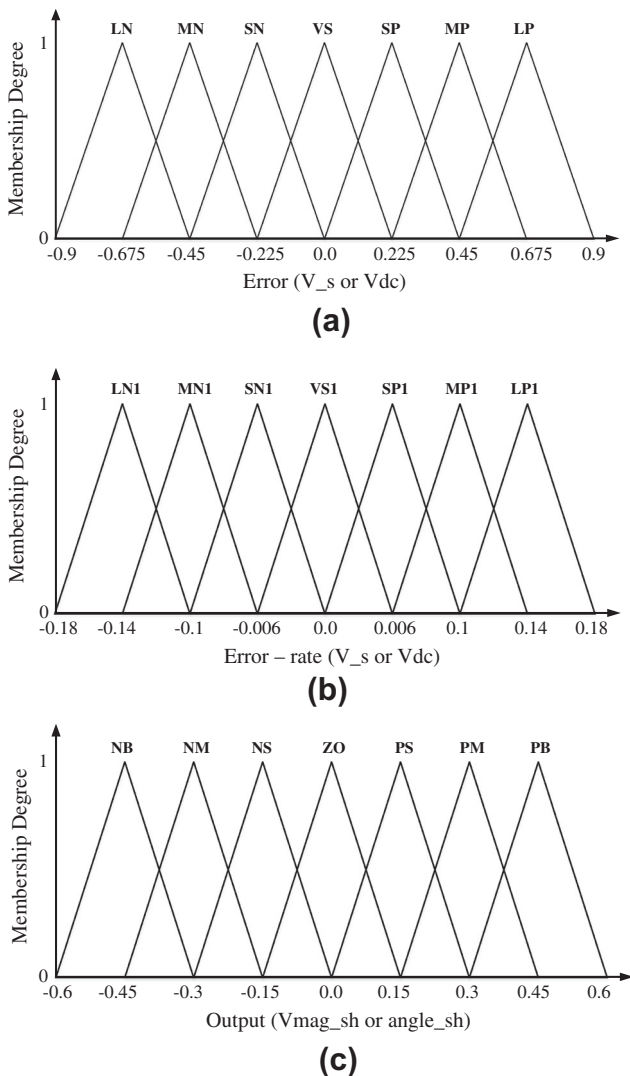 LN MN SN VS SP MP LP
1
Membership Degree
0
-0.9 -0.675 -0.45 -0.225 0.0 0.225 0.45 0.675 0.9
Error (V_s or Vdc)
(a)
LN1 MN1 SN1 VS1 SP1 MP1 LP1
1
Membership Degree
0
-0.18 -0.14 -0.1 -0.006 0.0 0.006 0.1 0.14 0.18
Error – rate (V_s or Vdc)
(b)
NB NM NS ZO PS PM PB
1
Membership Degree
0
-0.6 -0.45 -0.3 -0.15 0.0 0.15 0.3 0.45 0.6
Output (Vmag_sh or angle_sh)
(c)